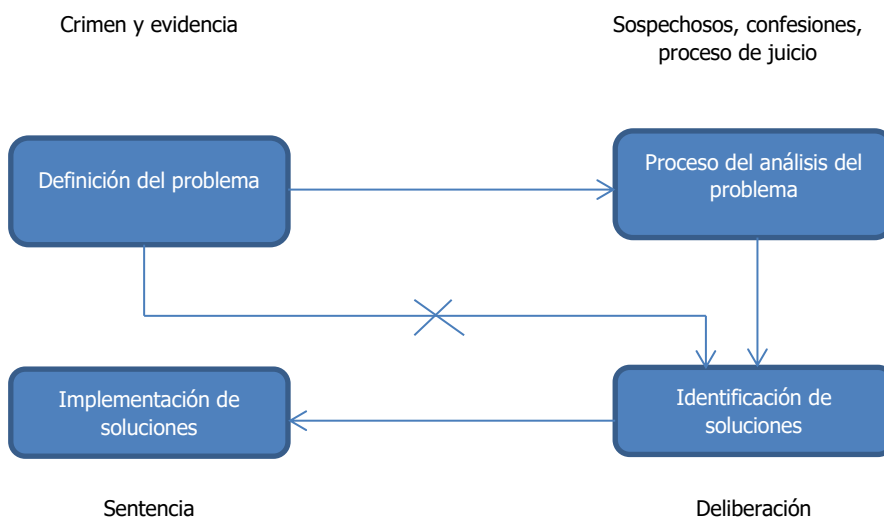 Crimen y evidencia
Sospechosos, confesiones,
proceso de juicio
Definición del problema
Proceso del análisis del
problema
Implementación de
soluciones
Identificación de
soluciones
Sentencia
Deliberación